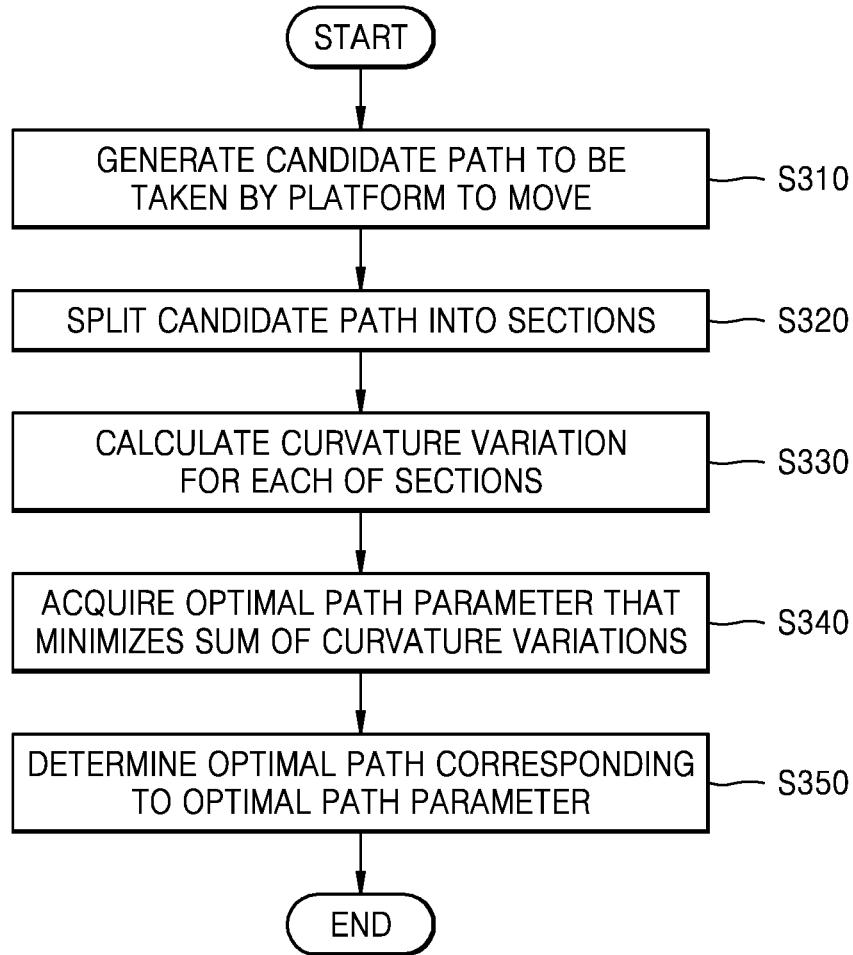 START
GENERATE CANDIDATE PATH TO BE
TAKEN BY PLATFORM TO MOVE
S310
SPLIT CANDIDATE PATH INTO SECTIONS
S320
CALCULATE CURVATURE VARIATION
FOR EACH OF SECTIONS
S330
ACQUIRE OPTIMAL PATH PARAMETER THAT
MINIMIZES SUM OF CURVATURE VARIATIONS
S340
DETERMINE OPTIMAL PATH CORRESPONDING
TO OPTIMAL PATH PARAMETER
S350
END